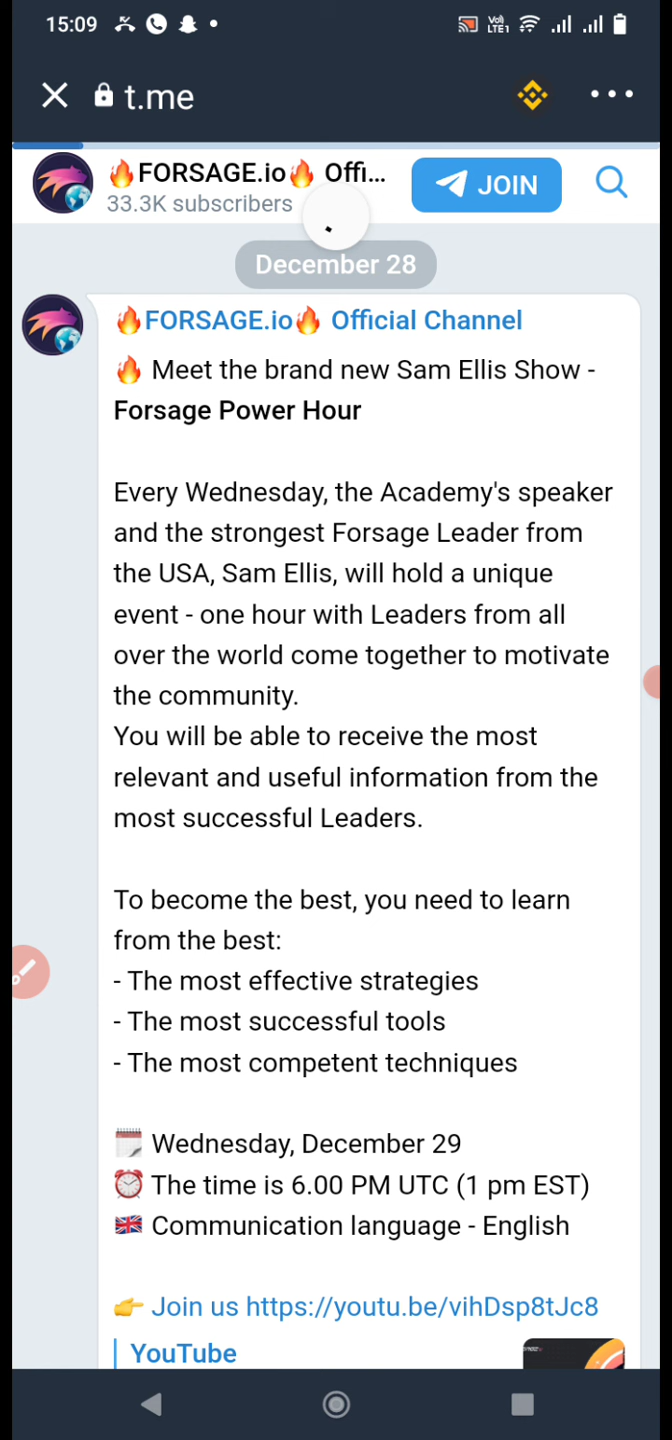 15:09
Vol) LTE1
t.me
🔥FORSAGE.io🔥 Offi...
JOIN
33.3K subscribers
December 28
🔥FORSAGE.io🔥 Official Channel
🔥 Meet the brand new Sam Ellis Show -
Forsage Power Hour
Every Wednesday, the Academy's speaker
and the strongest Forsage Leader from
the USA, Sam Ellis, will hold a unique
event - one hour with Leaders from all
over the world come together to motivate
the community.
You will be able to receive the most
relevant and useful information from the
most successful Leaders.
To become the best, you need to learn
from the best:
- The most effective strategies
- The most successful tools
- The most competent techniques
🗓 Wednesday, December 29
⏰ The time is 6.00 PM UTC (1 pm EST)
🇬🇧 Communication language - English
👉 Join us https://youtu.be/vihDsp8tJc8
YouTube